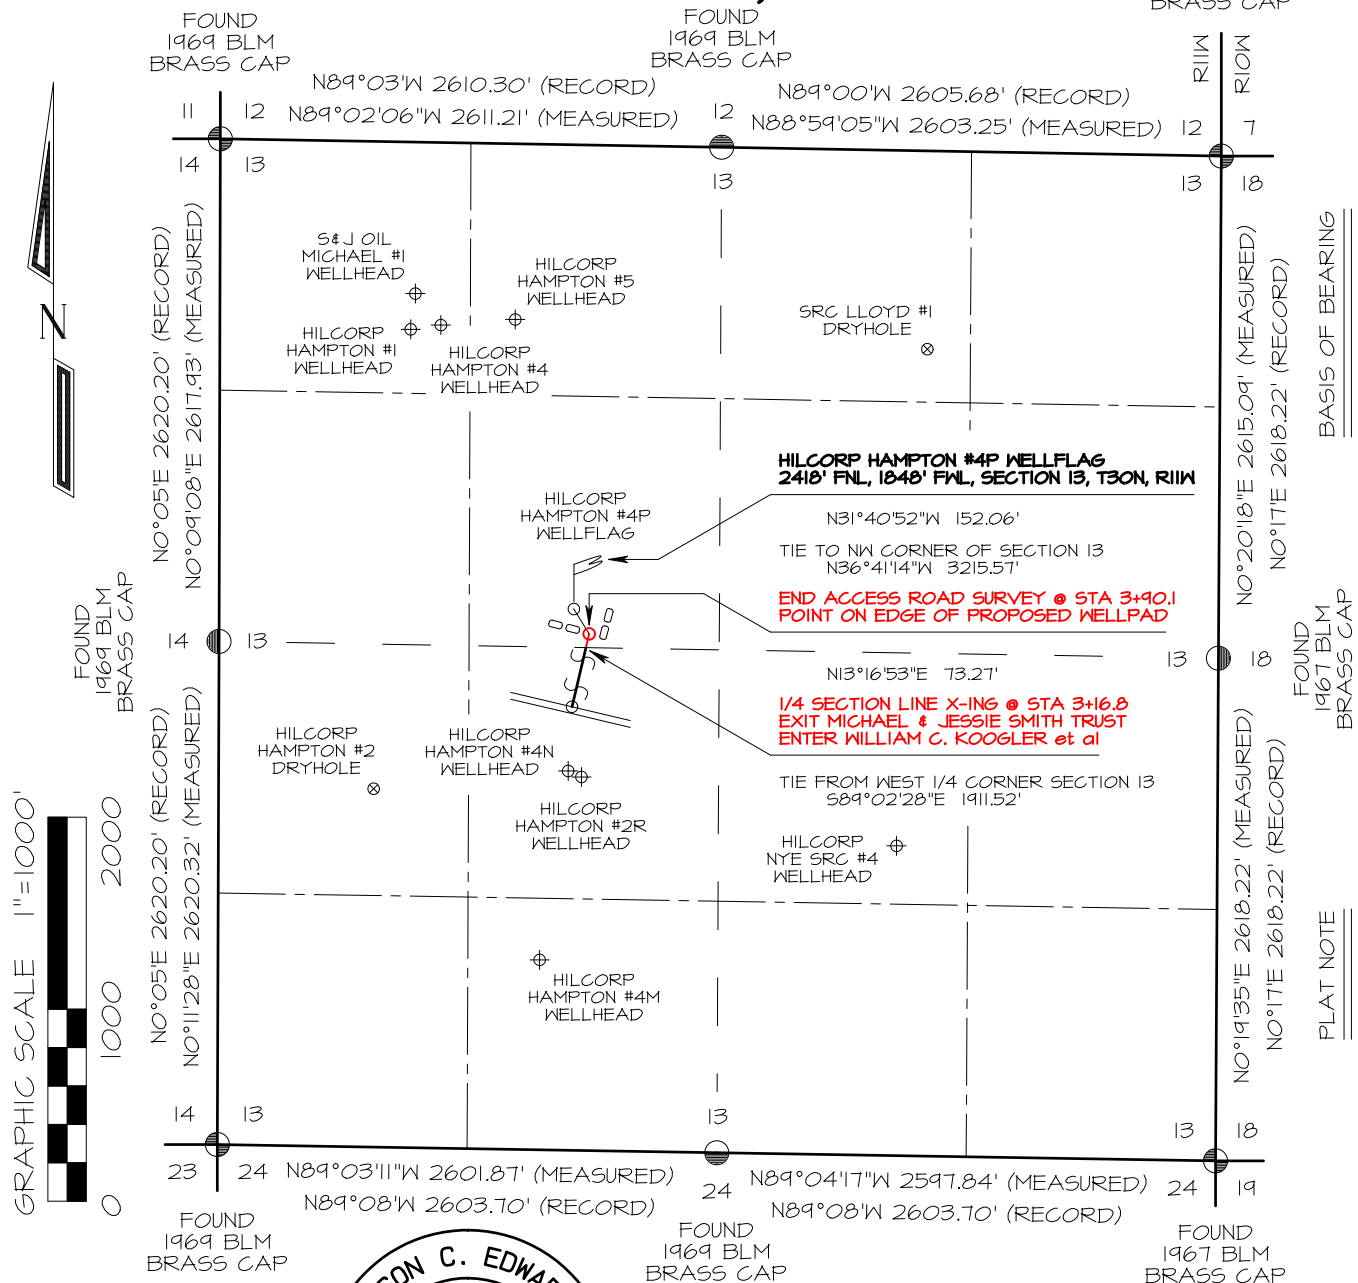 BRASS CAP
FOUND
1969 BLM
BRASS CAP
FOUND
1969 BLM
BRASS CAP
R11W
R10W
N89°03'W 2610.30' (RECORD)
N89°02'06"W 2611.21' (MEASURED)
N89°00'W 2605.68' (RECORD)
N88°59'05"W 2603.25' (MEASURED)
11 12
14 13
12
13
12 7
13 18
N
N0°05'E 2620.20' (RECORD)
N0°09'08"E 2617.93' (MEASURED)
S&J OIL
MICHAEL #1
WELLHEAD
HILCORP
HAMPTON #5
WELLHEAD
HILCORP
HAMPTON #1
WELLHEAD
HILCORP
HAMPTON #4
WELLHEAD
SRC LLOYD #1
DRYHOLE
N0°20'18"E 2615.09' (MEASURED)
N0°17'E 2618.22' (RECORD)
BASIS OF BEARING
HILCORP HAMPTON #4P WELLFLAG
2418' FNL, 1848' FWL, SECTION 13, T30N, R11W
HILCORP
HAMPTON #4P
WELLFLAG
N31°40'52"W 152.06'
TIE TO NW CORNER OF SECTION 13
N36°41'14"W 3215.57'
END ACCESS ROAD SURVEY @ STA 3+90.1
POINT ON EDGE OF PROPOSED WELLPAD
FOUND
1969 BLM
BRASS CAP
14 13
13 18
FOUND
1967 BLM
BRASS CAP
N13°16'53"E 73.27'
1/4 SECTION LINE X-ING @ STA 3+16.8
EXIT MICHAEL & JESSIE SMITH TRUST
ENTER WILLIAM C. KOOGLER et al
TIE FROM WEST 1/4 CORNER SECTION 13
S89°02'28"E 1911.52'
HILCORP
HAMPTON #2
DRYHOLE
HILCORP
HAMPTON #4N
WELLHEAD
HILCORP
HAMPTON #2R
WELLHEAD
HILCORP
NYE SRC #4
WELLHEAD
HILCORP
HAMPTON #4M
WELLHEAD
N0°05'E 2620.20' (RECORD)
N0°11'28"E 2620.32' (MEASURED)
N0°19'35"E 2618.22' (MEASURED)
N0°17'E 2618.22' (RECORD)
PLAT NOTE
GRAPHIC SCALE 1"=1000'
0
1000
2000
14 13
23 24
13
24
13 18
24 19
N89°03'11"W 2601.87' (MEASURED)
N89°08'W 2603.70' (RECORD)
N89°04'17"W 2597.84' (MEASURED)
N89°08'W 2603.70' (RECORD)
FOUND
1969 BLM
BRASS CAP
FOUND
1969 BLM
BRASS CAP
FOUND
1967 BLM
BRASS CAP
SON C. EDWAR